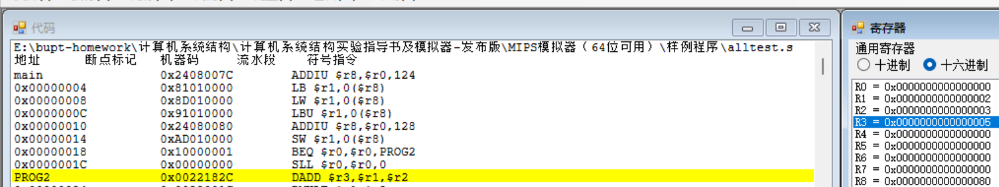 代码
E:\bupt-homework\计算机系统结构\计算机系统结构实验指导书及模拟器-发布版\MIPS模拟器（64位可用）\样例程序\alltest.s
地址 断点标记 机器码 流水段 符号指令
main 0x2408007C ADDIU $r8,$r0,124
0x00000004 0x81010000 LB $r1,0($r8)
0x00000008 0x8D010000 LW $r1,0($r8)
0x0000000C 0x91010000 LBU $r1,0($r8)
0x00000010 0x24080080 ADDIU $r8,$r0,128
0x00000014 0xAD010000 SW $r1,0($r8)
0x00000018 0x10000001 BEQ $r0,$r0,PROG2
0x0000001C 0x00000000 SLL $r0,$r0,0
PROG2 0x0022182C DADD $r3,$r1,$r2
寄存器
通用寄存器
十进制 十六进制
R0 = 0x0000000000000000
R1 = 0x0000000000000002
R2 = 0x0000000000000003
R3 = 0x0000000000000005
R4 = 0x0000000000000000
R5 = 0x0000000000000000
R6 = 0x0000000000000000
R7 = 0x0000000000000000
R8 = 0x0000000000000080